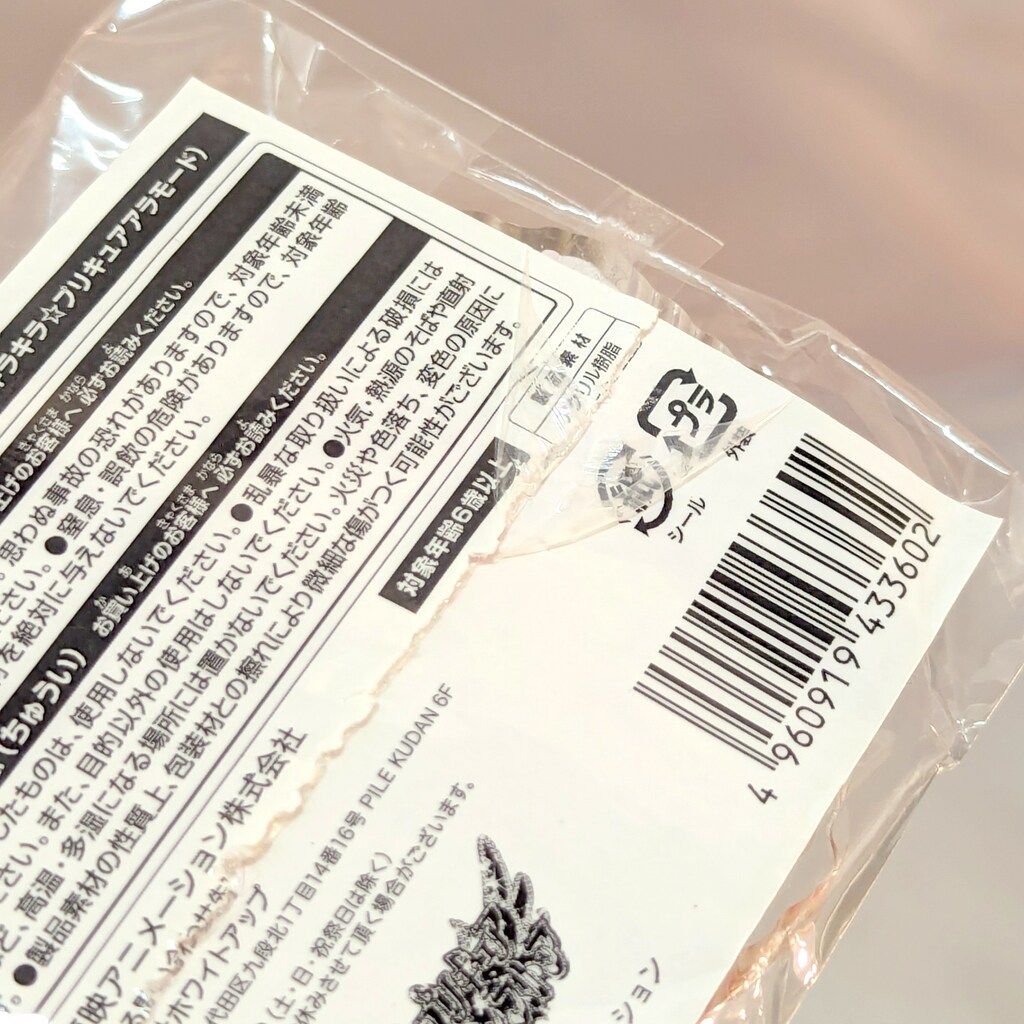 ラキラ☆プリキュアアラモード)
上げのお客様へ 必ずお読みください。
思わぬ事故の恐れがありますので、対象年齢未満
さい。●窒息・誤飲の危険がありますので、対象年齢
を絶対に与えないでください。
(ちゅうい) お買い上げのお客様へ 必ずお読みください。
したものは、使用しないでください。●乱暴な取り扱いによる破損には
さい。また、目的以外の使用はしないでください。●火気・熱源のそばや直射
と、高温・多湿になる場所には置かないでください。火災や色落ち、変色の原因に
す。●製品素材の性質上、包装材との擦れにより微細な傷がつく可能性がございます。
対象年齢6歳以上
素材
アクリル樹脂
プラ
外装
シール
映アニメーション株式会社
ホワイトアップ
代田区九段北1丁目14番16号 PILE KUDAN 6F
(土・日・祝祭日は除く)
休みさせて頂く場合がございます。
ション
4 960919 433602